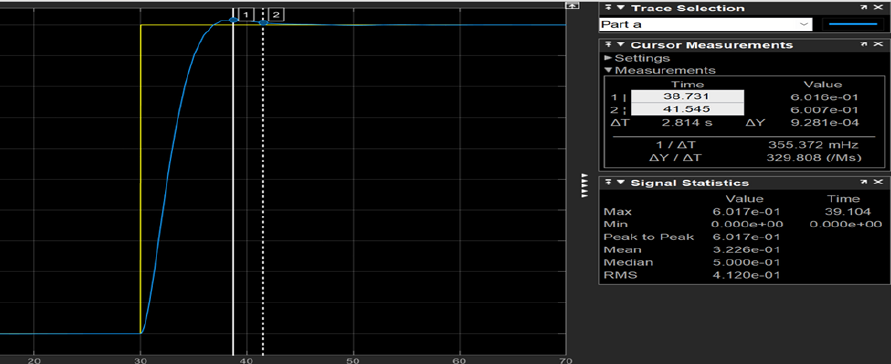 1 2
20 30 40 50 60 70
Trace Selection
Part a
Cursor Measurements
Settings
Measurements
Time Value
1 | 38.731 6.016e-01
2 ¦ 41.545 6.007e-01
ΔT 2.814 s ΔY 9.281e-04
1 / ΔT 355.372 mHz
ΔY / ΔT 329.808 (/Ms)
Signal Statistics
Value Time
Max 6.017e-01 39.104
Min 0.000e+00 0.000e+00
Peak to Peak 6.017e-01
Mean 3.226e-01
Median 5.000e-01
RMS 4.120e-01